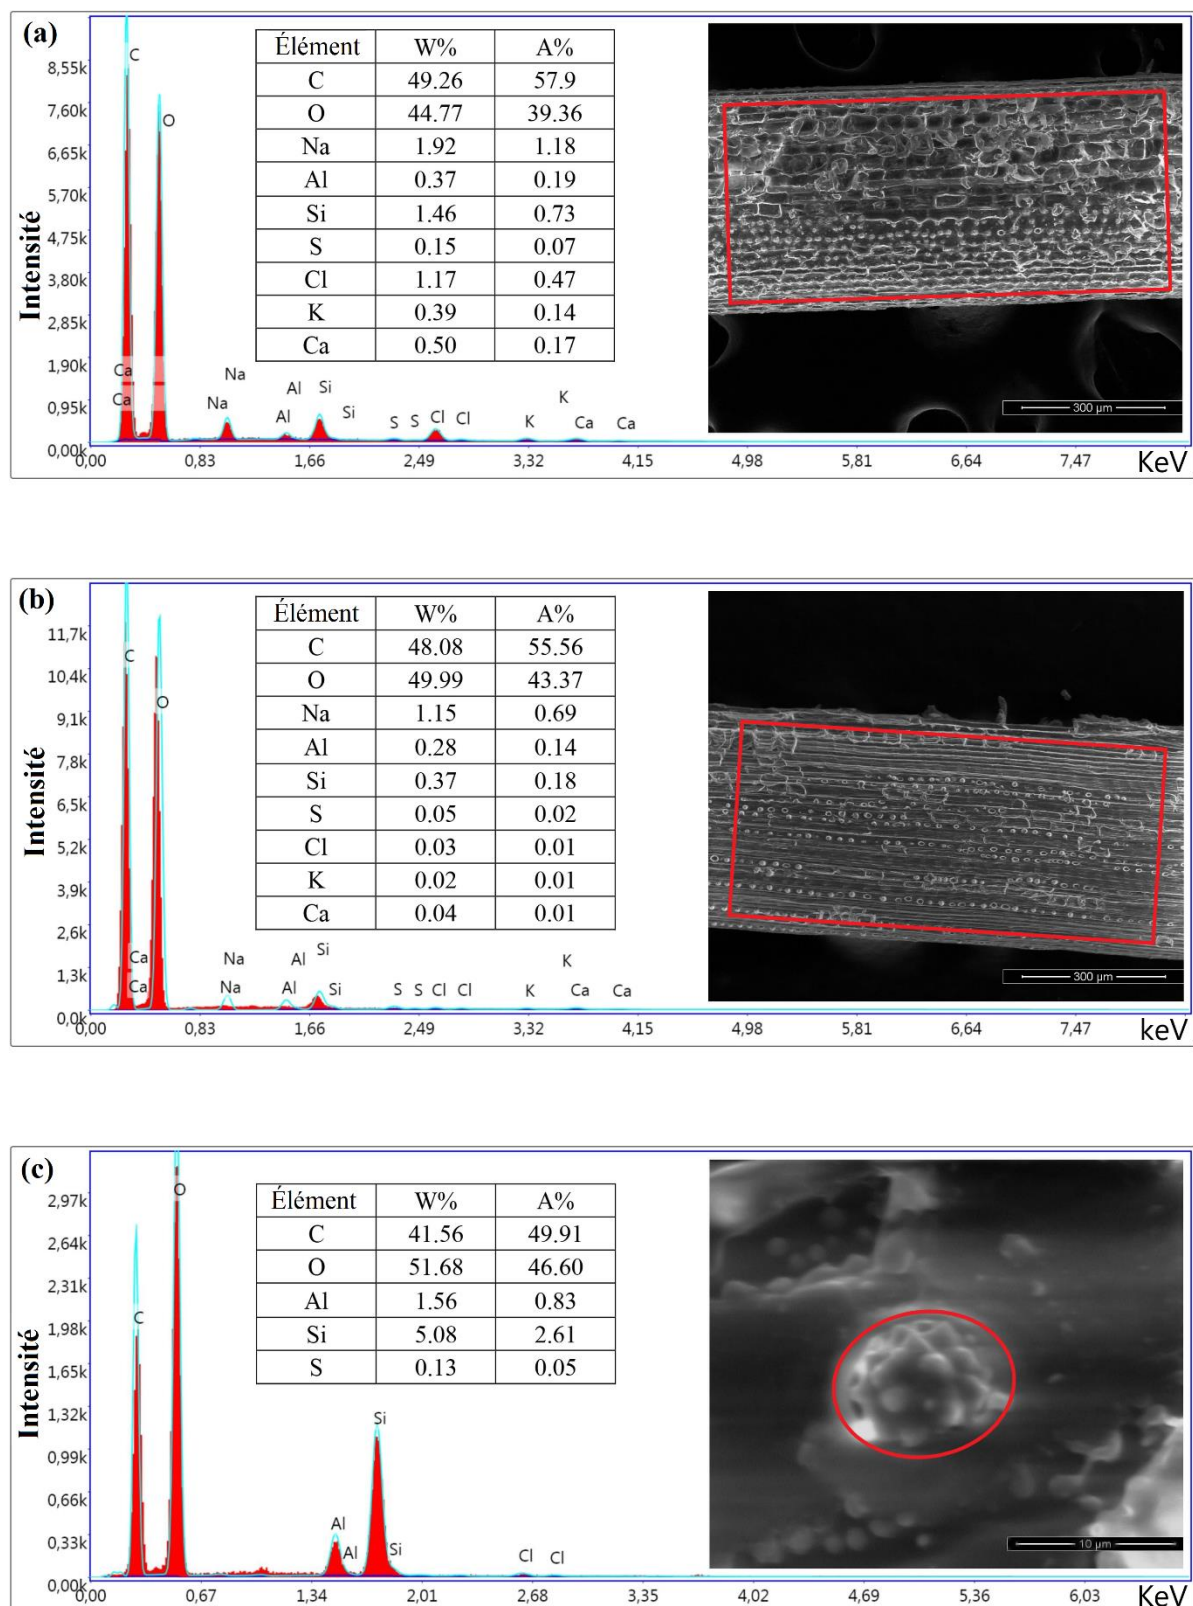 (a)
Élément W% A%
C 49.26 57.9
O 44.77 39.36
Na 1.92 1.18
Al 0.37 0.19
Si 1.46 0.73
S 0.15 0.07
Cl 1.17 0.47
K 0.39 0.14
Ca 0.50 0.17
Intensité
8,55k
7,60k
6,65k
5,70k
4,75k
3,80k
2,85k
1,90k
0,95k
0,00k
C
O
Ca
Ca
Na
Na
Al
Al
Si
Si
S S Cl Cl
K
K
Ca Ca
0,00 0,83 1,66 2,49 3,32 4,15 4,98 5,81 6,64 7,47 KeV
300 µm
(b)
Élément W% A%
C 48.08 55.56
O 49.99 43.37
Na 1.15 0.69
Al 0.28 0.14
Si 0.37 0.18
S 0.05 0.02
Cl 0.03 0.01
K 0.02 0.01
Ca 0.04 0.01
Intensité
11,7k
10,4k
9,1k
7,8k
6,5k
5,2k
3,9k
2,6k
1,3k
0,0k
C
O
Ca
Ca
Na
Na
Al
Al
Si
Si
S S Cl Cl
K
K
Ca Ca
0,00 0,83 1,66 2,49 3,32 4,15 4,98 5,81 6,64 7,47 keV
300 µm
(c)
Élément W% A%
C 41.56 49.91
O 51.68 46.60
Al 1.56 0.83
Si 5.08 2.61
S 0.13 0.05
Intensité
2,97k
2,64k
2,31k
1,98k
1,65k
1,32k
0,99k
0,66k
0,33k
0,00k
C
O
Al
Al
Si
Si
Cl Cl
0,00 0,67 1,34 2,01 2,68 3,35 4,02 4,69 5,36 6,03 KeV
10 µm